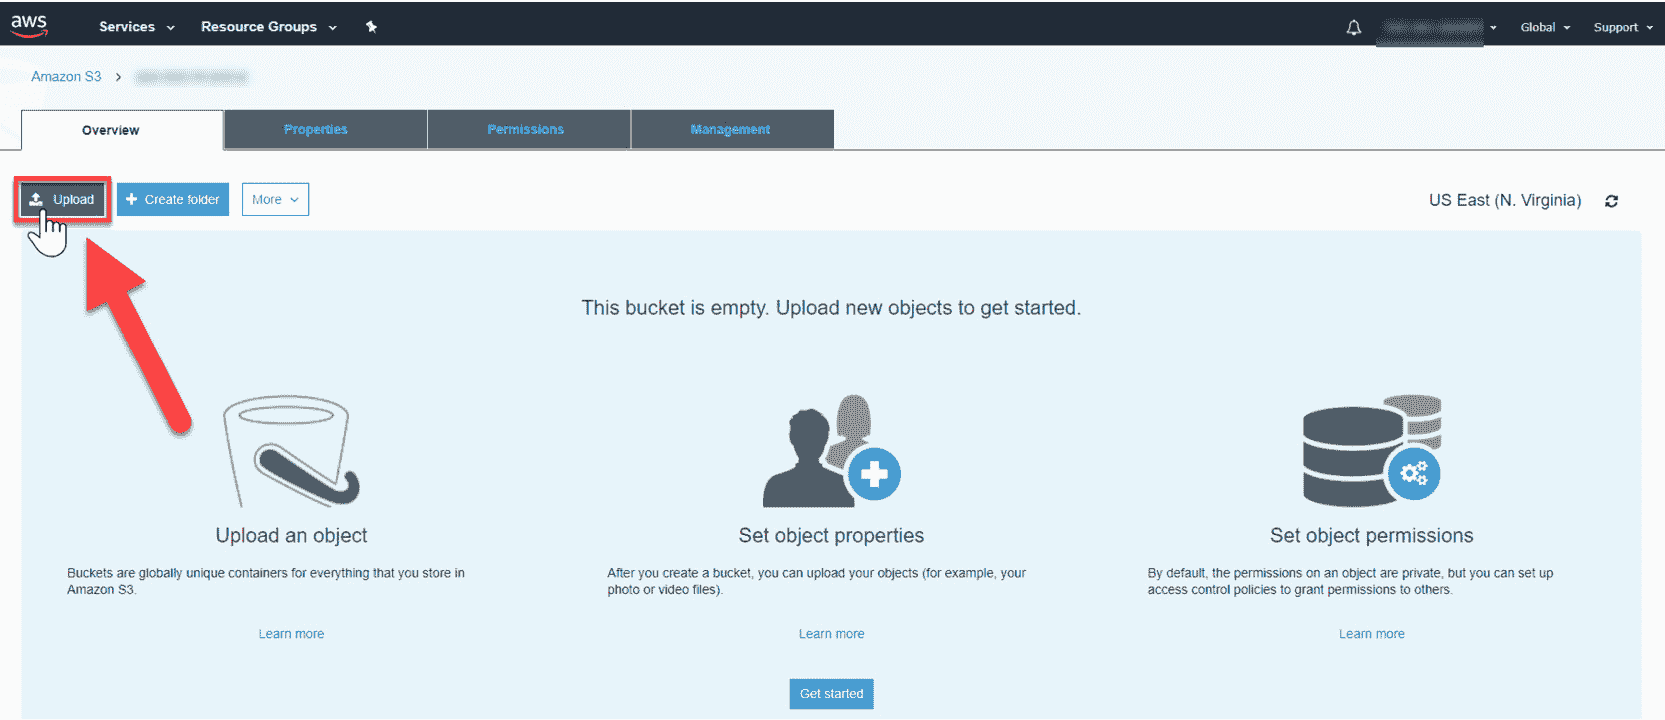 aws Services Resource Groups Global Support
Amazon S3 >
Overview Properties Permissions Management
Upload Create folder More US East (N. Virginia)
This bucket is empty. Upload new objects to get started.
Upload an object
Buckets are globally unique containers for everything that you store in
Amazon S3.
Learn more
Set object properties
After you create a bucket, you can upload your objects (for example, your
photo or video files).
Learn more
Set object permissions
By default, the permissions on an object are private, but you can set up
access control policies to grant permissions to others.
Learn more
Get started